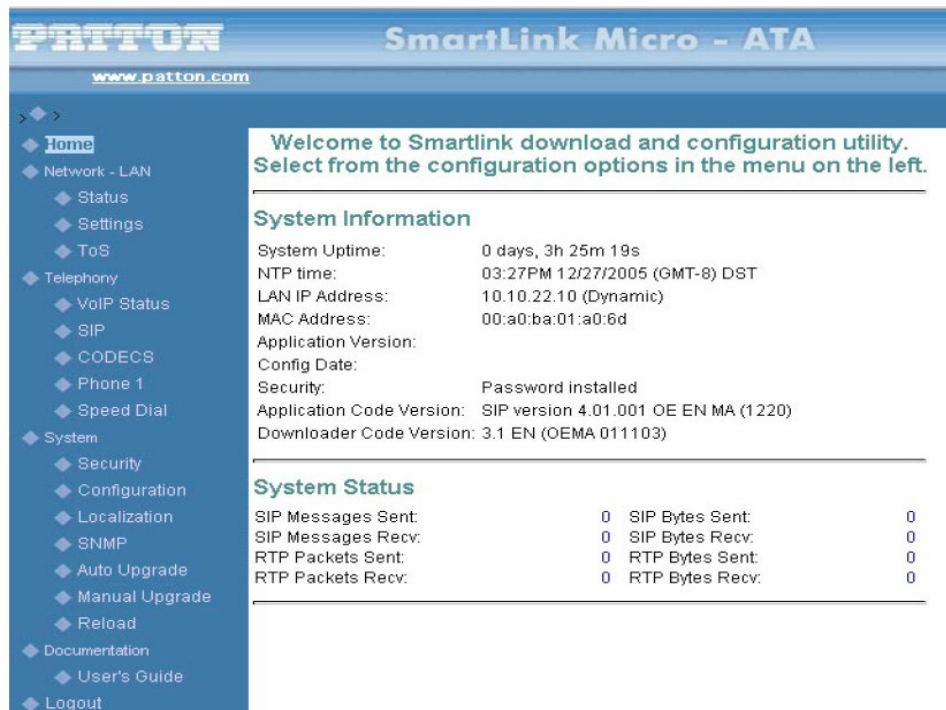 PATTON
SmartLink Micro - ATA
www.patton.com
> >
Home
Network - LAN
Status
Settings
ToS
Telephony
VoIP Status
SIP
CODECS
Phone 1
Speed Dial
System
Security
Configuration
Localization
SNMP
Auto Upgrade
Manual Upgrade
Reload
Documentation
User's Guide
Logout
Welcome to Smartlink download and configuration utility.
Select from the configuration options in the menu on the left.
System Information
System Uptime: 0 days, 3h 25m 19s
NTP time: 03:27PM 12/27/2005 (GMT-8) DST
LAN IP Address: 10.10.22.10 (Dynamic)
MAC Address: 00:a0:ba:01:a0:6d
Application Version:
Config Date:
Security: Password installed
Application Code Version: SIP version 4.01.001 OE EN MA (1220)
Downloader Code Version: 3.1 EN (OEMA 011103)
System Status
SIP Messages Sent: 0 SIP Bytes Sent: 0
SIP Messages Recv: 0 SIP Bytes Recv: 0
RTP Packets Sent: 0 RTP Bytes Sent: 0
RTP Packets Recv: 0 RTP Bytes Recv: 0